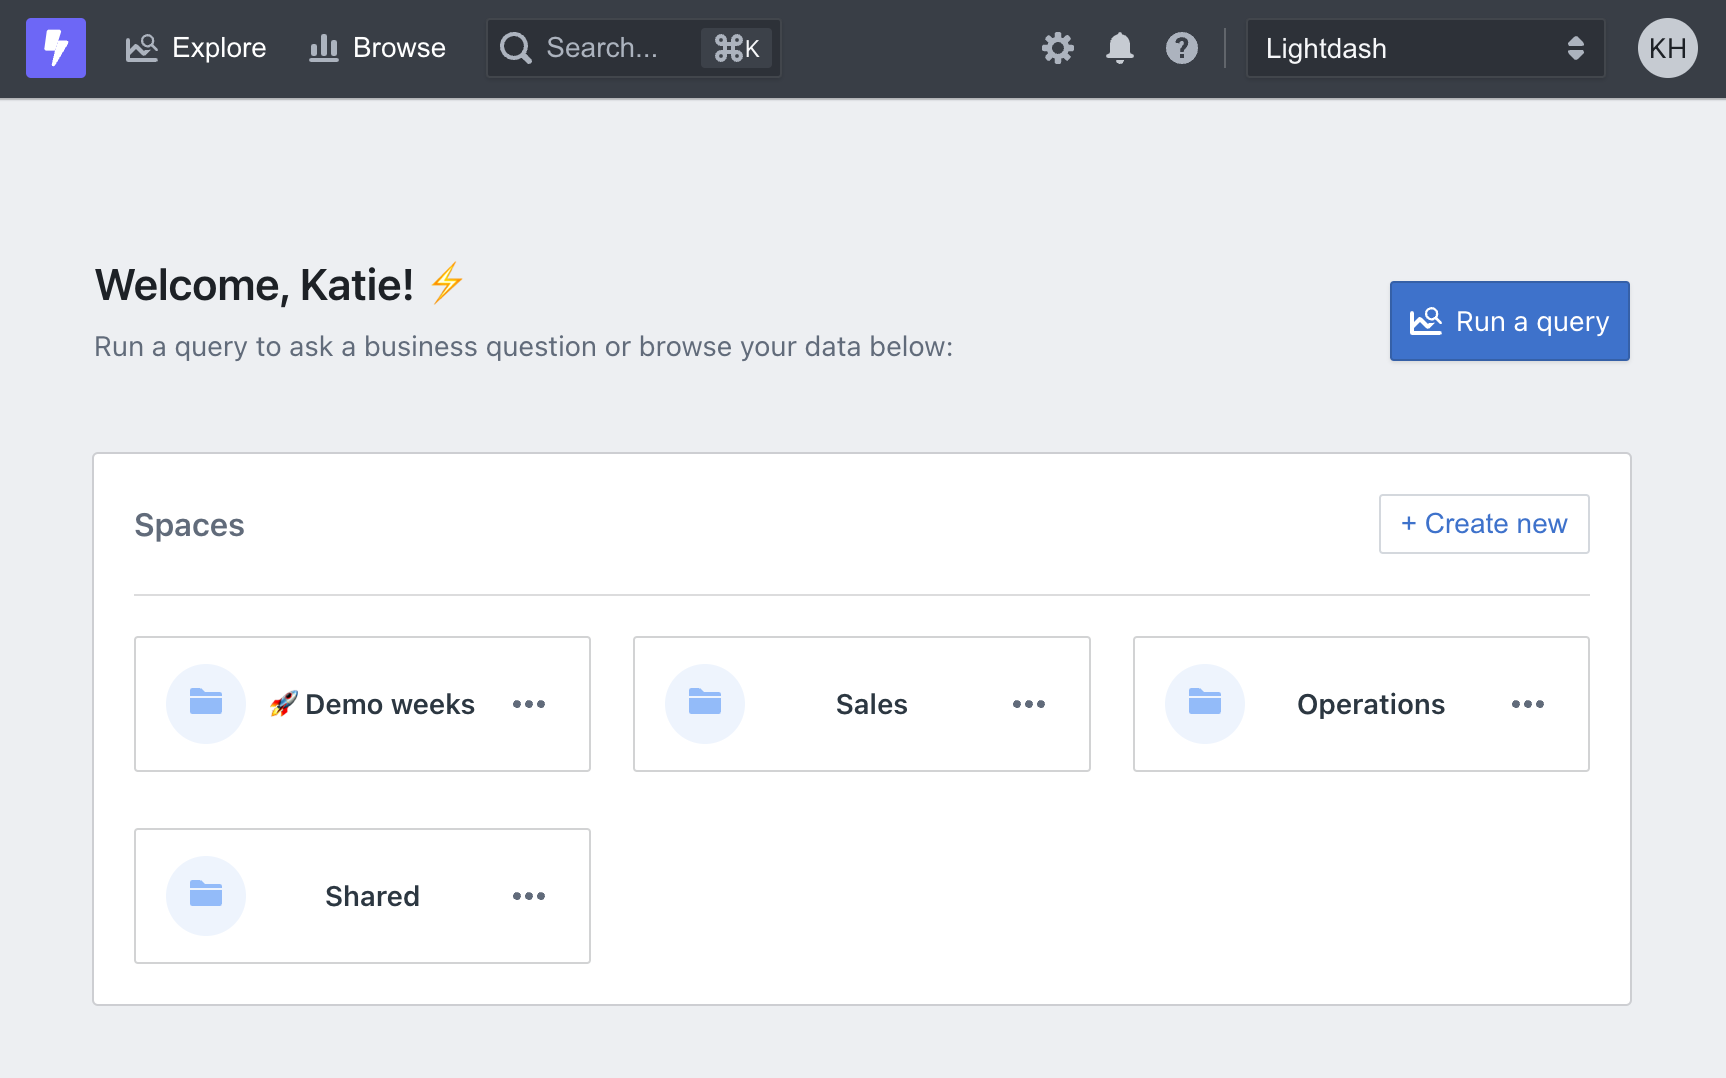 Explore Browse Search... ⌘K ? Lightdash KH
Welcome, Katie! ⚡
Run a query to ask a business question or browse your data below:
Run a query
Spaces
+ Create new
🚀 Demo weeks
Sales
Operations
Shared